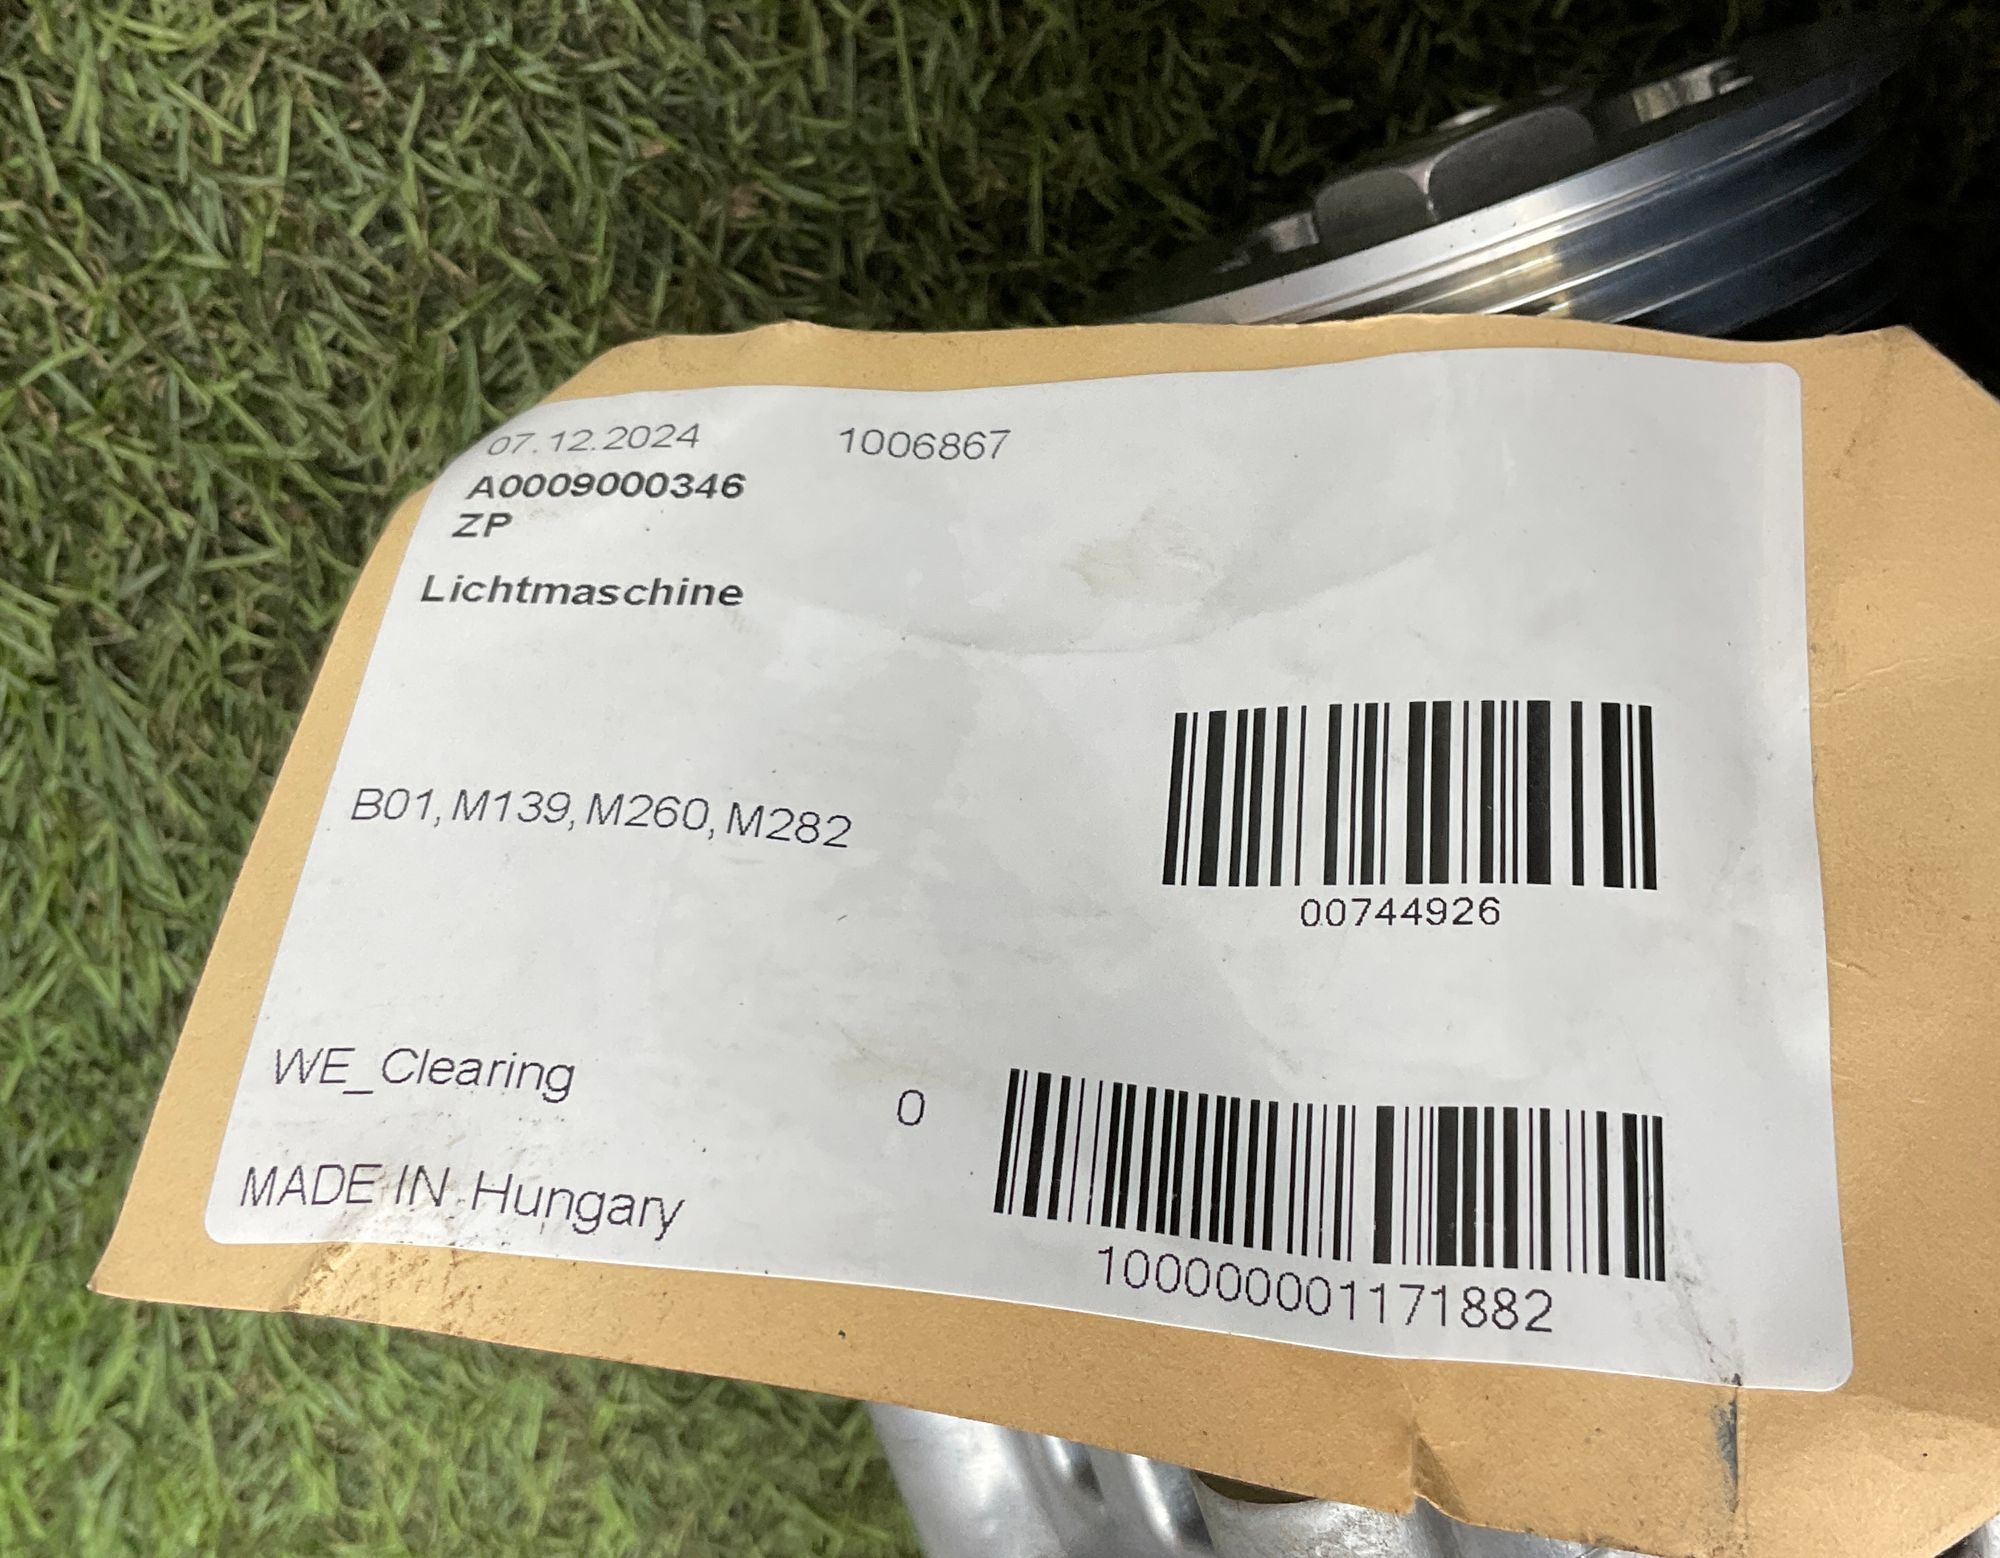 07.12.2024 1006867
A0009000346
ZP
Lichtmaschine
B01, M139, M260, M282
00744926
WE_Clearing 0
MADE IN Hungary
100000001171882